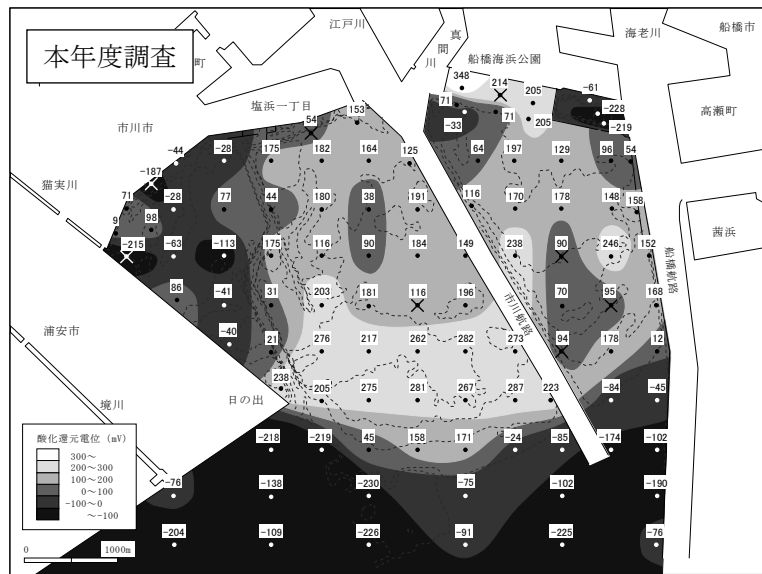 本年度調査
町
江戸川
真間川
船橋海浜公園
海老川
船橋市
高瀬町
塩浜一丁目
市川市
猫実川
浦安市
境川
日の出
市川航路
船橋航路
茜浜
348 214 205 -61
71 -33 71 205 -228 -219
54 153
-44 -28 175 182 164 125 64 197 129 96 54
-187
71 -28 77 44 180 38 191 116 170 178 148 158
9 98
-215 -63 -113 175 116 90 184 149 238 90 246 152
86 -41 31 203 181 116 196 70 95 168
-40 21 276 217 262 282 273 94 178 12
238 205 275 281 267 287 223 -84 -45
-218 -219 45 158 171 -24 -85 -174 -102
-76 -138 -230 -75 -102 -190
-204 -109 -226 -91 -225 -76
酸化還元電位 (mV)
300～
200～300
100～200
0～100
-100～0
～-100
0 1000m